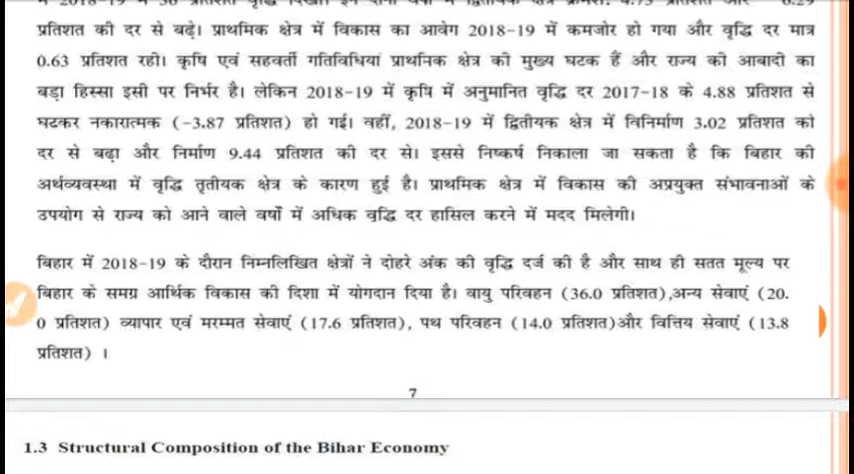 प्रतिशत की दर से बढ़े। प्राथमिक क्षेत्र में विकास का आवेग 2018-19 में कमजोर हो गया और वृद्धि दर मात्र
0.63 प्रतिशत रही। कृषि एवं सहवर्ती गतिविधियां प्राथमिक क्षेत्र की मुख्य घटक हैं और राज्य की आबादी का
बड़ा हिस्सा इसी पर निर्भर है। लेकिन 2018-19 में कृषि में अनुमानित वृद्धि दर 2017-18 के 4.88 प्रतिशत से
घटकर नकारात्मक (-3.87 प्रतिशत) हो गई। वहीं, 2018-19 में द्वितीयक क्षेत्र में विनिर्माण 3.02 प्रतिशत की
दर से बढ़ा और निर्माण 9.44 प्रतिशत की दर से। इससे निष्कर्ष निकाला जा सकता है कि बिहार की
अर्थव्यवस्था में वृद्धि तृतीयक क्षेत्र के कारण हुई है। प्राथमिक क्षेत्र में विकास की अप्रयुक्त संभावनाओं के
उपयोग से राज्य को आने वाले वर्षों में अधिक वृद्धि दर हासिल करने में मदद मिलेगी।
बिहार में 2018-19 के दौरान निम्नलिखित क्षेत्रों ने दोहरे अंक की वृद्धि दर्ज की है और साथ ही सतत मूल्य पर
बिहार के समग्र आर्थिक विकास की दिशा में योगदान दिया है। वायु परिवहन (36.0 प्रतिशत),अन्य सेवाएं (20.
0 प्रतिशत) व्यापार एवं मरम्मत सेवाएं (17.6 प्रतिशत), पथ परिवहन (14.0 प्रतिशत)और वित्तिय सेवाएं (13.8
प्रतिशत) ।
7
1.3 Structural Composition of the Bihar Economy